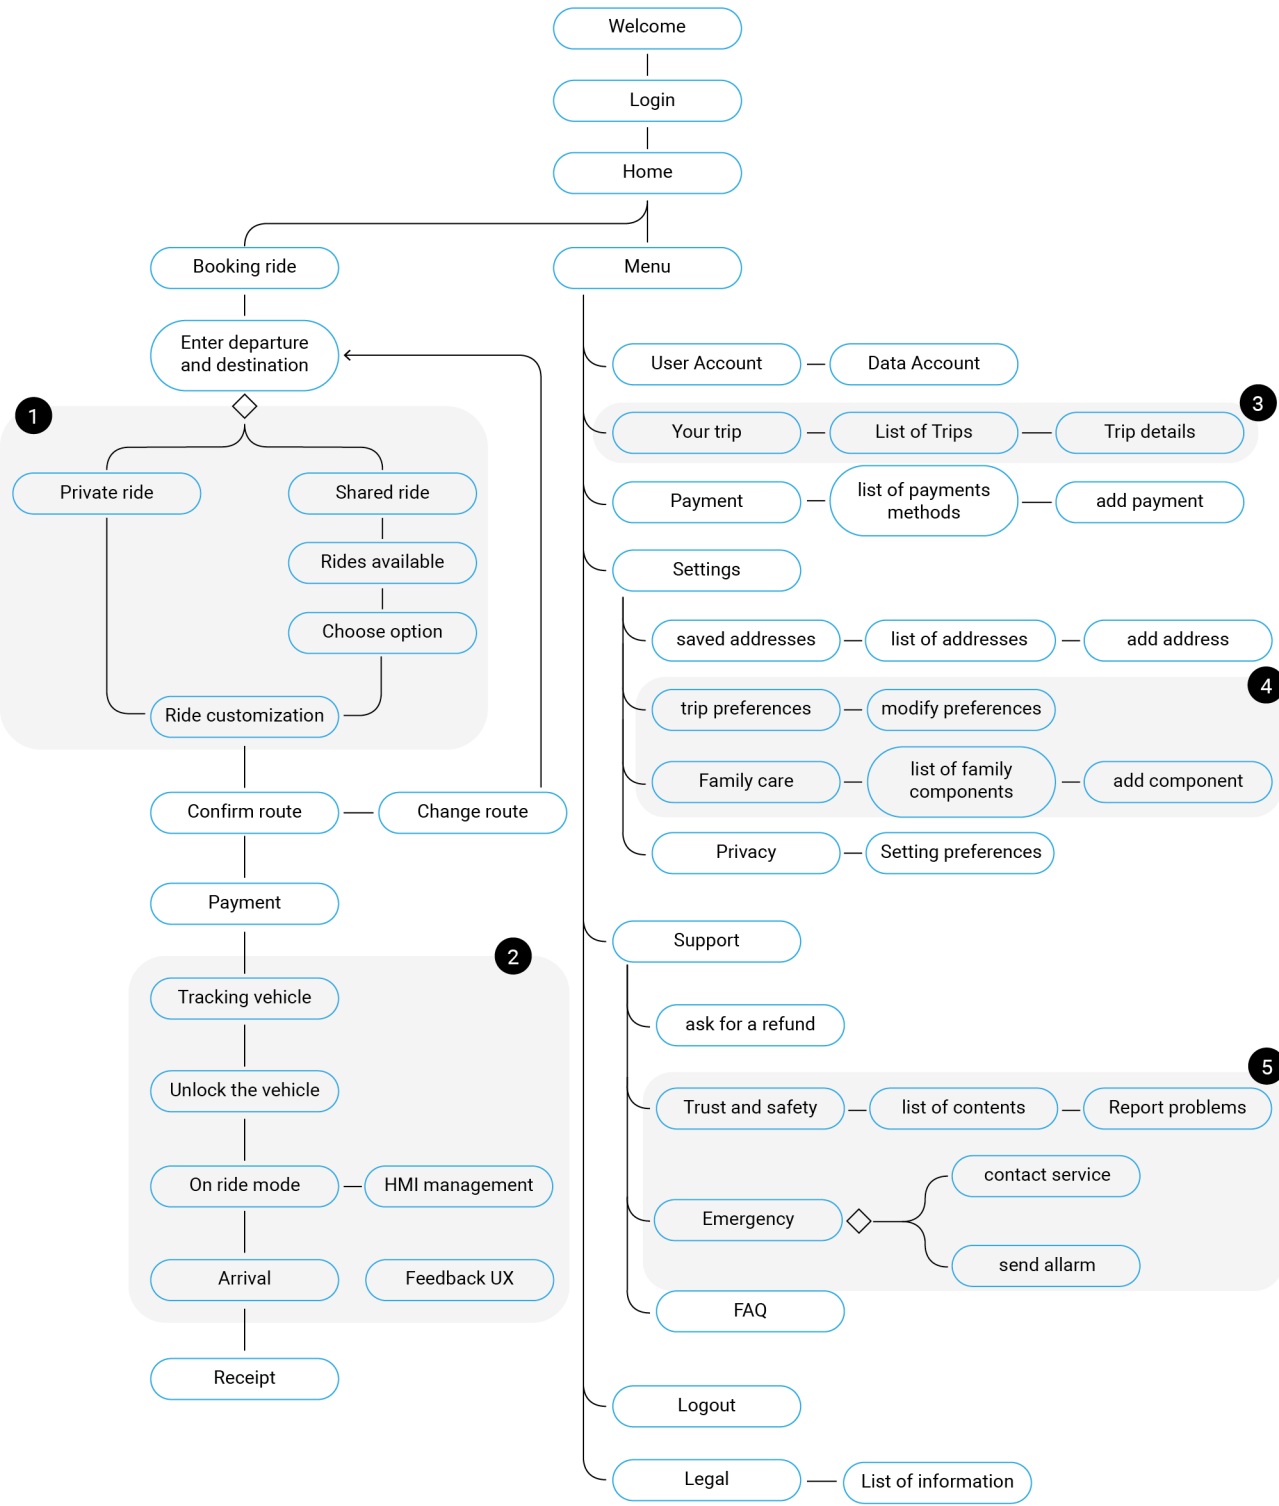 Welcome
Login
Home
Booking ride
Menu
Enter departure
and destination
1
Private ride
Shared ride
Rides available
Choose option
Ride customization
Confirm route
Change route
Payment
2
Tracking vehicle
Unlock the vehicle
On ride mode
HMI management
Arrival
Feedback UX
Receipt
User Account
Data Account
3
Your trip
List of Trips
Trip details
Payment
list of payments
methods
add payment
Settings
saved addresses
list of addresses
add address
4
trip preferences
modify preferences
Family care
list of family
components
add component
Privacy
Setting preferences
Support
ask for a refund
5
Trust and safety
list of contents
Report problems
Emergency
contact service
send allarm
FAQ
Logout
Legal
List of information